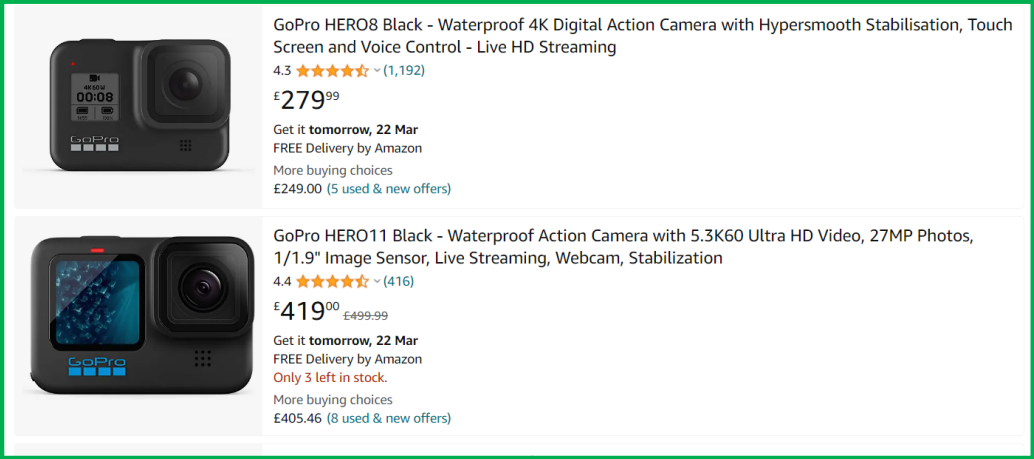 GoPro HERO8 Black - Waterproof 4K Digital Action Camera with Hypersmooth Stabilisation, Touch
Screen and Voice Control - Live HD Streaming
4.3 (1,192)
£279.99
Get it tomorrow, 22 Mar
FREE Delivery by Amazon
More buying choices
£249.00 (5 used & new offers)
4K60 W
00:08
GoPro
GoPro HERO11 Black - Waterproof Action Camera with 5.3K60 Ultra HD Video, 27MP Photos,
1/1.9" Image Sensor, Live Streaming, Webcam, Stabilization
4.4 (416)
£419.00 £499.99
Get it tomorrow, 22 Mar
FREE Delivery by Amazon
Only 3 left in stock.
More buying choices
£405.46 (8 used & new offers)
GoPro